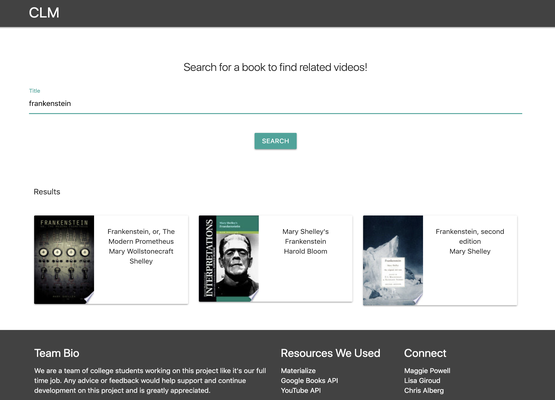 CLM
Search for a book to find related videos!
Title
frankenstein
SEARCH
Results
FRANKENSTEIN
Frankenstein, or, The
Modern Prometheus
Mary Wollstonecraft
Shelley
INTERPRETATIONS
Mary Shelley's
Frankenstein
Harold Bloom
Frankenstein, second
edition
Mary Shelley
Team Bio
We are a team of college students working on this project like it's our full
time job. Any advice or feedback would help support and continue
development on this project and is greatly appreciated.
Resources We Used
Materialize
Google Books API
YouTube API
Connect
Maggie Powell
Lisa Giroud
Chris Alberg